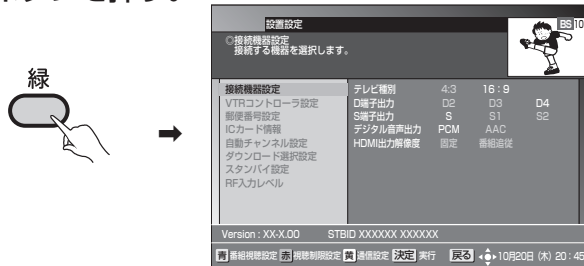 緑
設置設定
BS 10
◎接続機器設定
接続する機器を選択します。
接続機器設定
VTRコントローラ設定
郵便番号設定
ICカード情報
自動チャンネル設定
ダウンロード選択設定
スタンバイ設定
RF入力レベル
テレビ種別 4:3 16:9
D端子出力 D2 D3 D4
S端子出力 S S1 S2
デジタル音声出力 PCM AAC
HDMI出力解像度 固定 番組追従
Version : XX-X.00 STBID XXXXXX XXXXXX
青 番組視聴設定 赤 視聴制限設定 黄 通信設定 決定 実行 戻る 10月20日 (木) 20:45